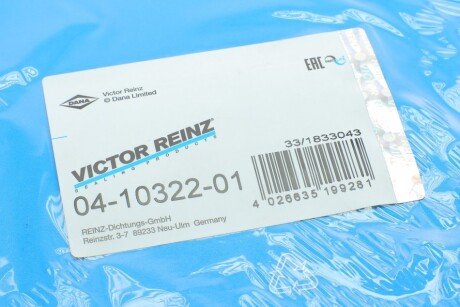 DANA
Victor Reinz
© Dana Limited
EAC
33/1833043
VICTOR REINZ®
SEALING PRODUCTS
04-10322-01
4 026635 199281
REINZ-Dichtungs-GmbH
Reinzstr. 3-7 89233 Neu-Ulm Germany